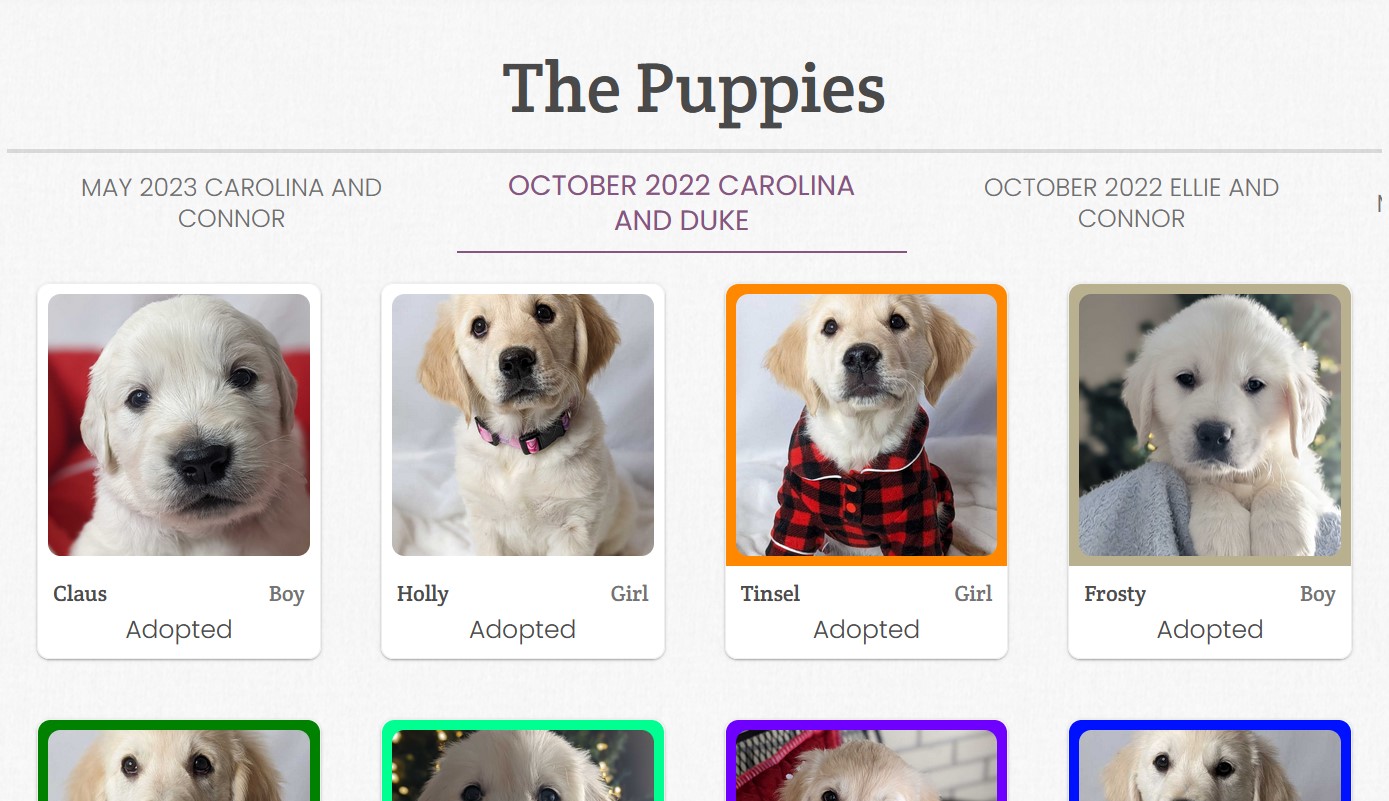 The Puppies
MAY 2023 CAROLINA AND
CONNOR
OCTOBER 2022 CAROLINA
AND DUKE
OCTOBER 2022 ELLIE AND
CONNOR
Claus Boy
Adopted
Holly Girl
Adopted
Tinsel Girl
Adopted
Frosty Boy
Adopted